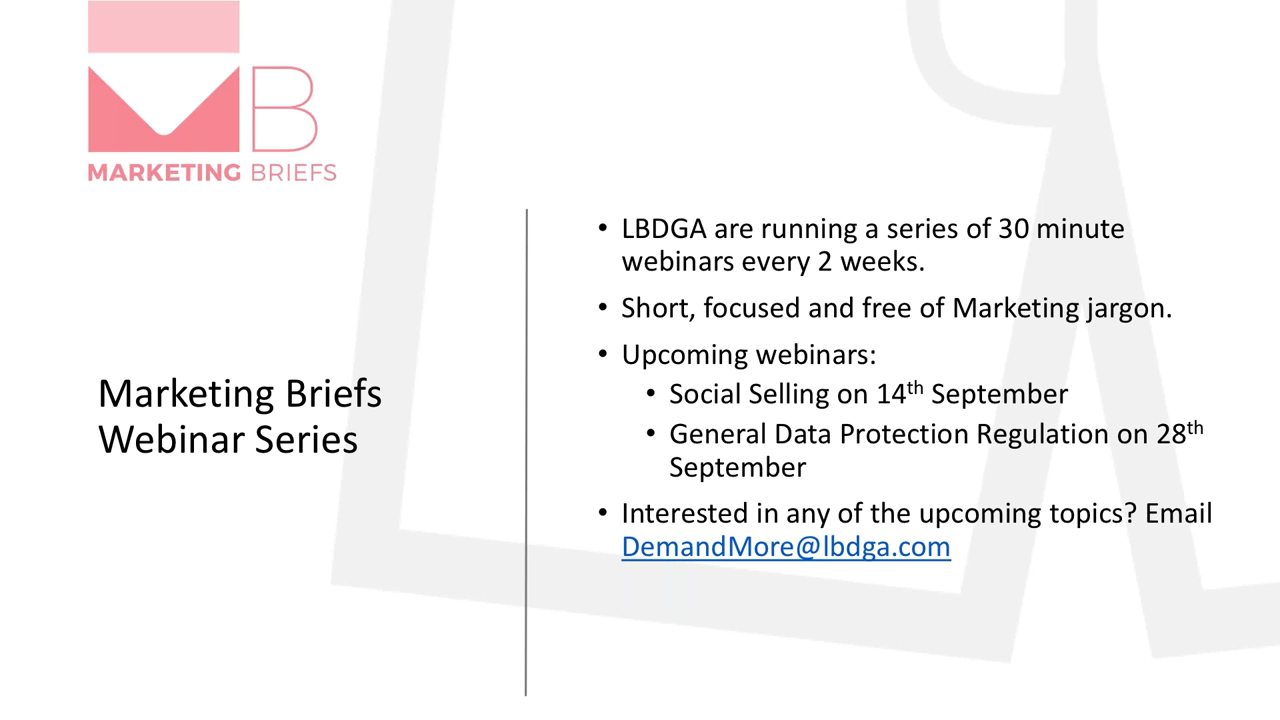 B
MARKETING BRIEFS
Marketing Briefs
Webinar Series
• LBDGA are running a series of 30 minute
webinars every 2 weeks.
• Short, focused and free of Marketing jargon.
• Upcoming webinars:
• Social Selling on 14th September
• General Data Protection Regulation on 28th
September
• Interested in any of the upcoming topics? Email
DemandMore@lbdga.com